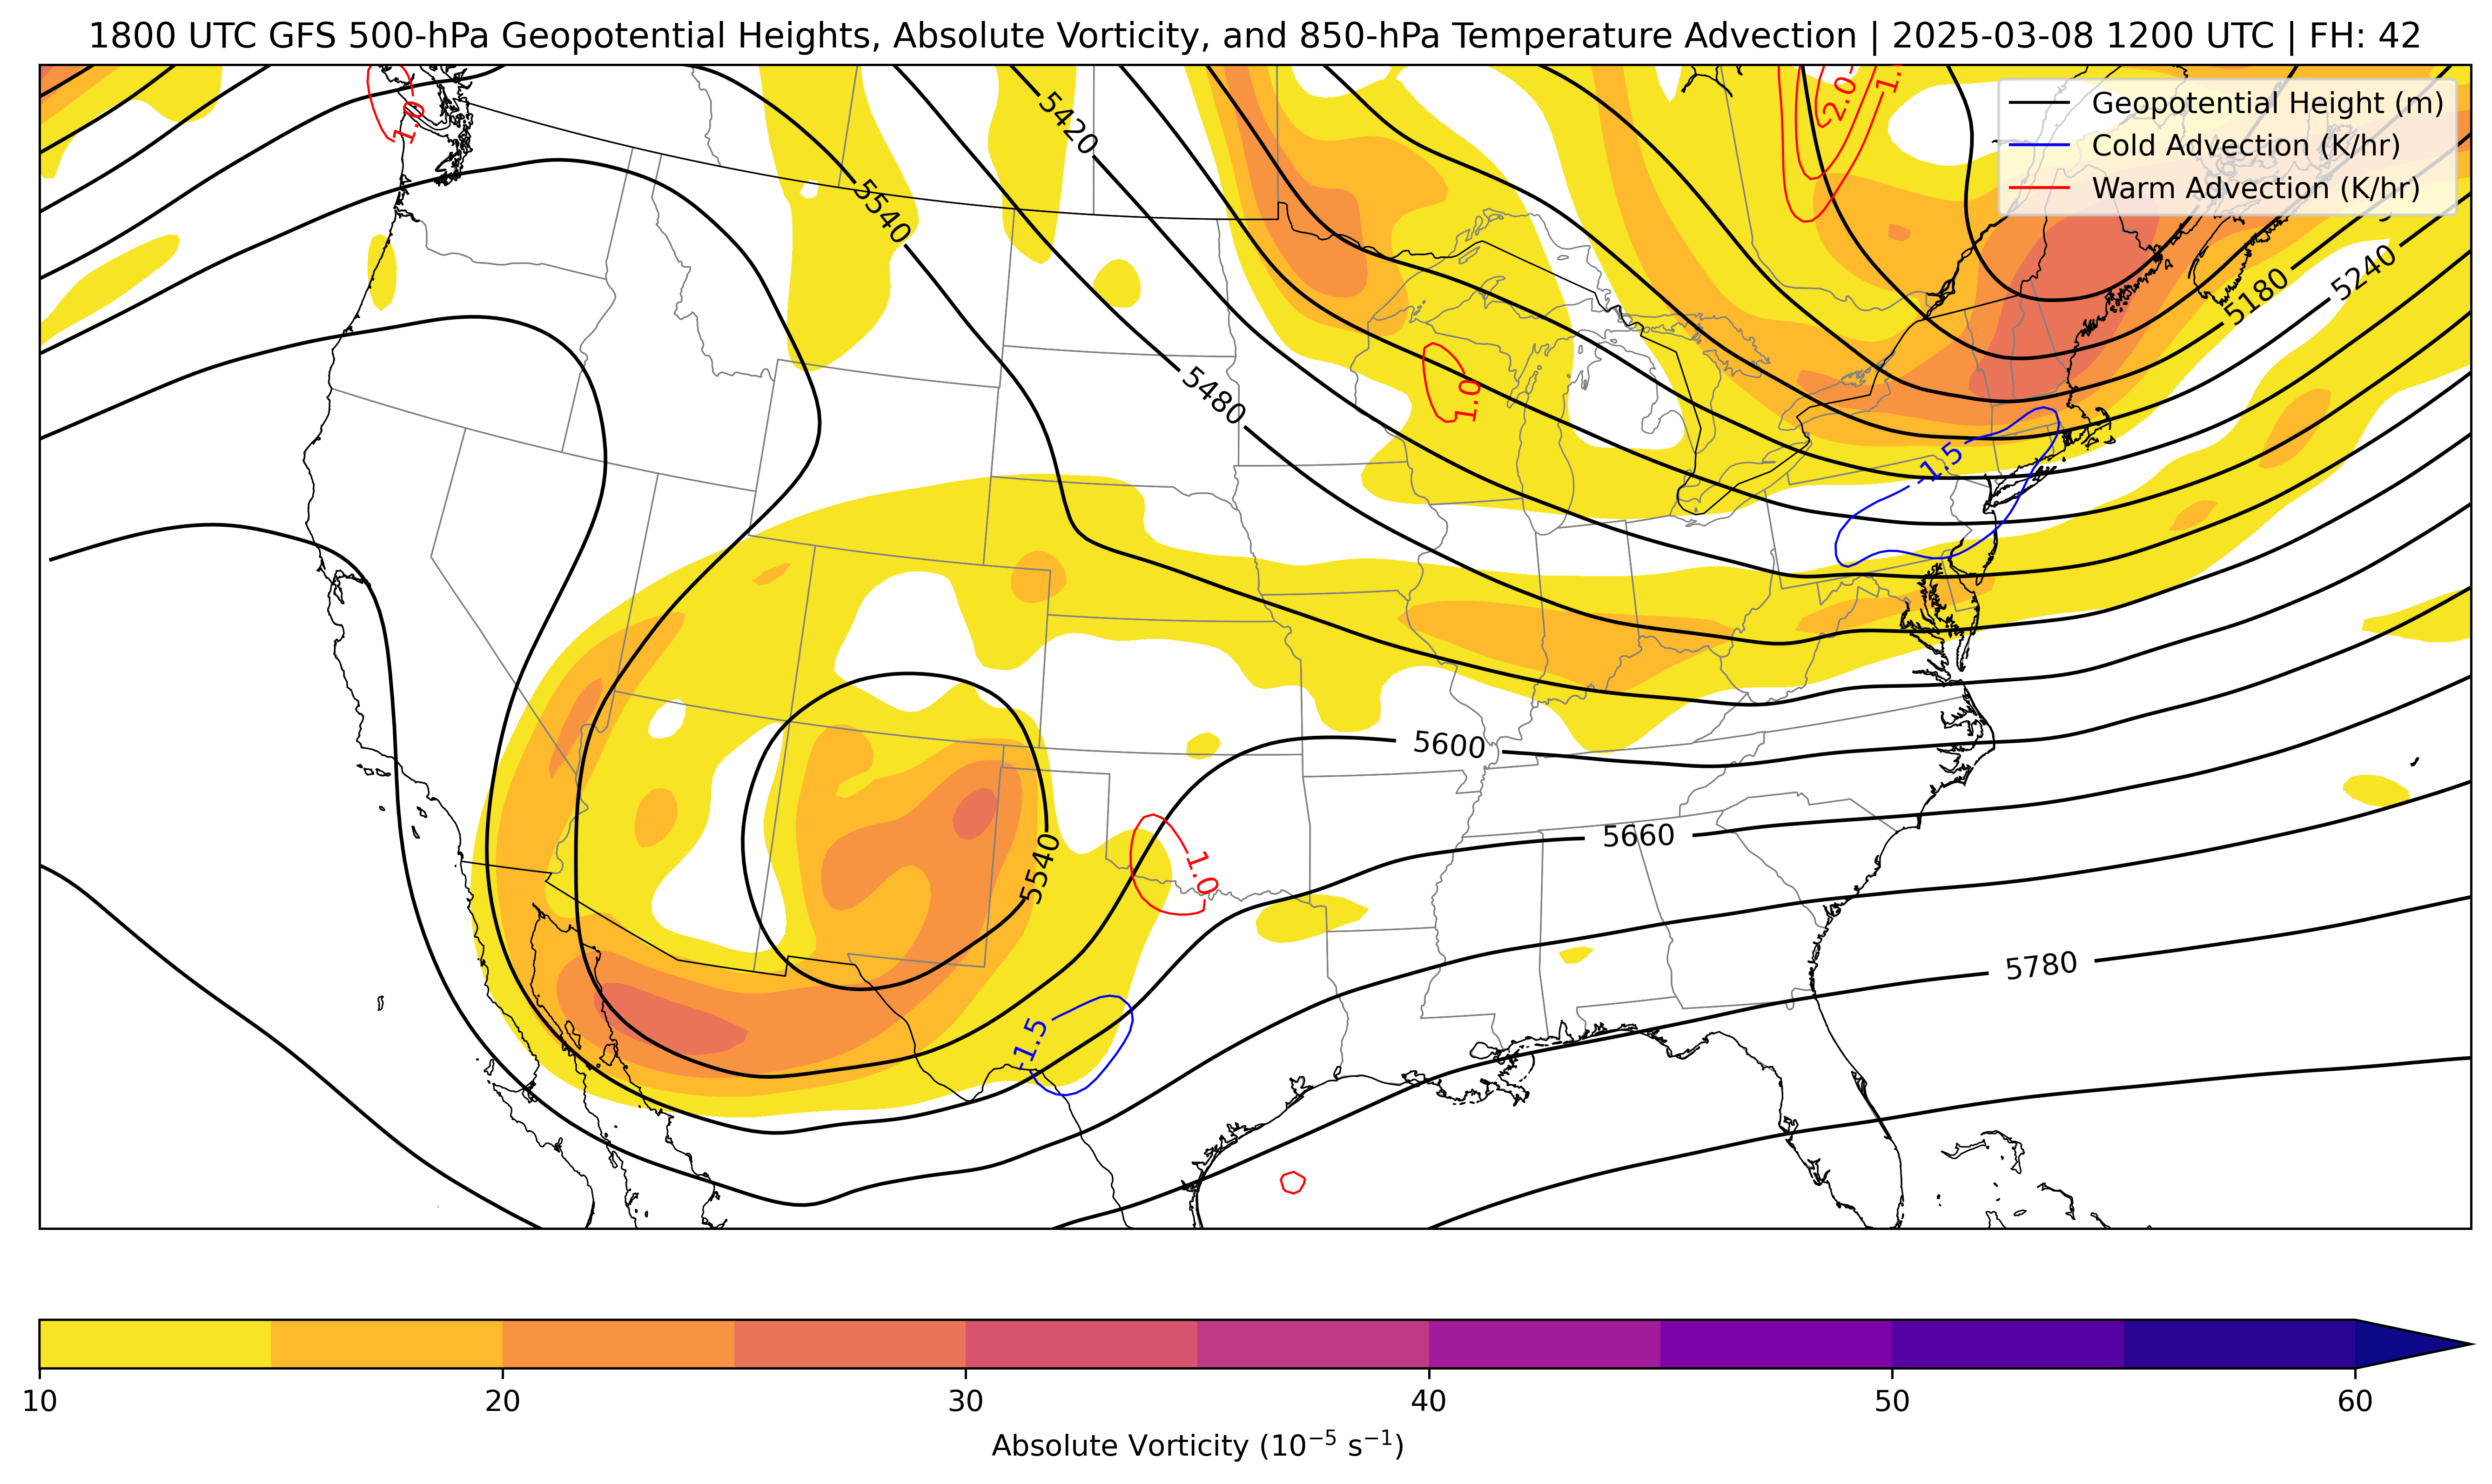 1800 UTC GFS 500-hPa Geopotential Heights, Absolute Vorticity, and 850-hPa Temperature Advection | 2025-03-08 1200 UTC | FH: 42
Geopotential Height (m)
Cold Advection (K/hr)
Warm Advection (K/hr)
1.0
5420
2.0
1.
5540
5240
5180
5480
1.0
-1.5
5600
5660
5540
1.0
5780
-1.5
10 20 30 40 50 60
Absolute Vorticity (10⁻⁵ s⁻¹)